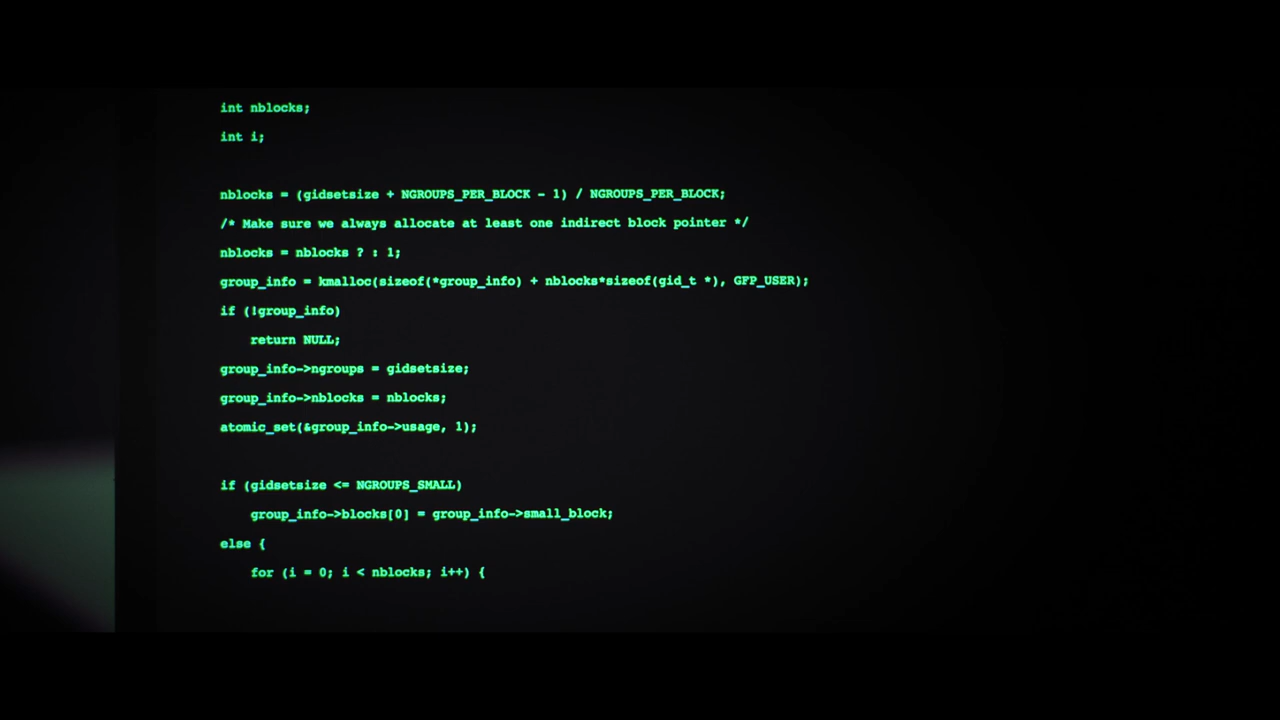 int nblocks;
int i;
nblocks = (gidsetsize + NGROUPS_PER_BLOCK - 1) / NGROUPS_PER_BLOCK;
/* Make sure we always allocate at least one indirect block pointer */
nblocks = nblocks ? : 1;
group_info = kmalloc(sizeof(*group_info) + nblocks*sizeof(gid_t *), GFP_USER);
if (!group_info)
    return NULL;
group_info->ngroups = gidsetsize;
group_info->nblocks = nblocks;
atomic_set(&group_info->usage, 1);
if (gidsetsize <= NGROUPS_SMALL)
    group_info->blocks[0] = group_info->small_block;
else {
    for (i = 0; i < nblocks; i++) {